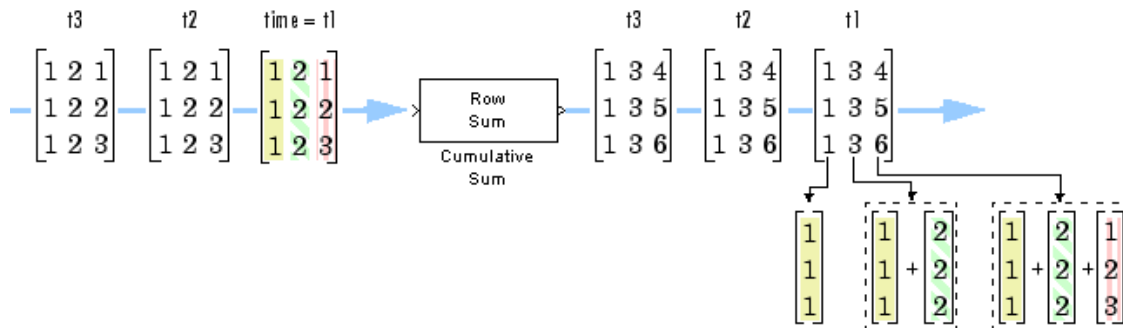 t3 t2 time = t1 t3 t2 t1
1 2 1 1 2 1 1 2 1 1 3 4 1 3 4 1 3 4
1 2 2 1 2 2 1 2 2 Row Sum 1 3 5 1 3 5 1 3 5
1 2 3 1 2 3 1 2 3 1 3 6 1 3 6 1 3 6
Cumulative
Sum
1 1 2 1 2 1
1 1 + 2 1 + 2 + 2
1 1 2 1 2 3